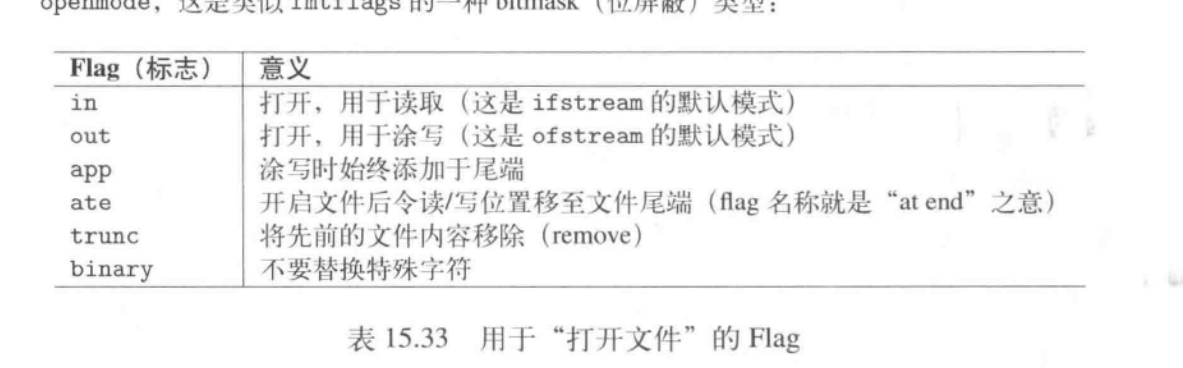 openmode，这是类似 fmtflags 的一种 bitmask（位屏蔽）类型：
Flag（标志） 意义
in 打开，用于读取（这是 ifstream 的默认模式）
out 打开，用于涂写（这是 ofstream 的默认模式）
app 涂写时始终添加于尾端
ate 开启文件后令读/写位置移至文件尾端（flag 名称就是“at end”之意）
trunc 将先前的文件内容移除（remove）
binary 不要替换特殊字符
表 15.33 用于“打开文件”的 Flag